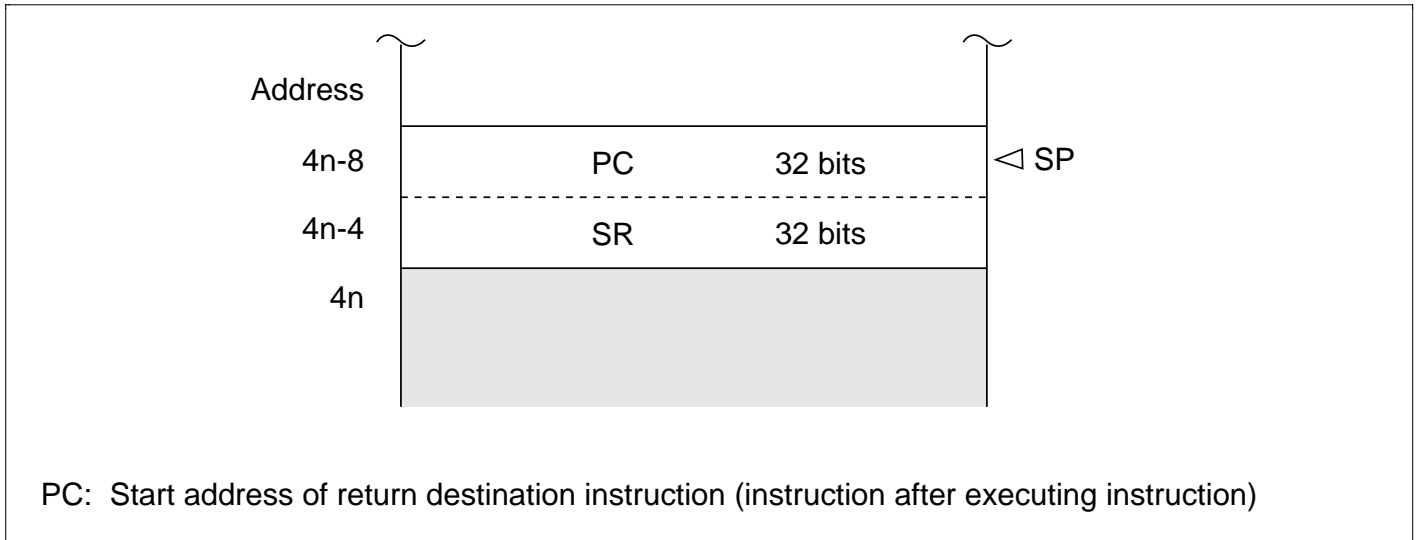 Address
4n-8 PC 32 bits ◁ SP
4n-4 SR 32 bits
4n
PC: Start address of return destination instruction (instruction after executing instruction)